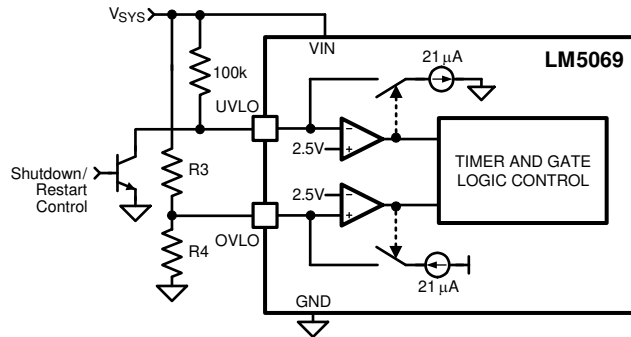 VSYS
VIN
LM5069
21 μA
100k
UVLO
2.5V
Shutdown/
Restart
Control
R3
TIMER AND GATE
LOGIC CONTROL
2.5V
OVLO
R4
21 μA
GND